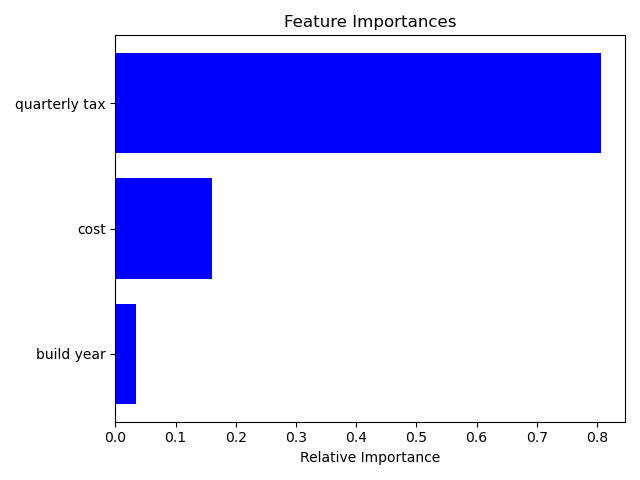 Feature Importances
quarterly tax
cost
build year
0.0 0.1 0.2 0.3 0.4 0.5 0.6 0.7 0.8
Relative Importance